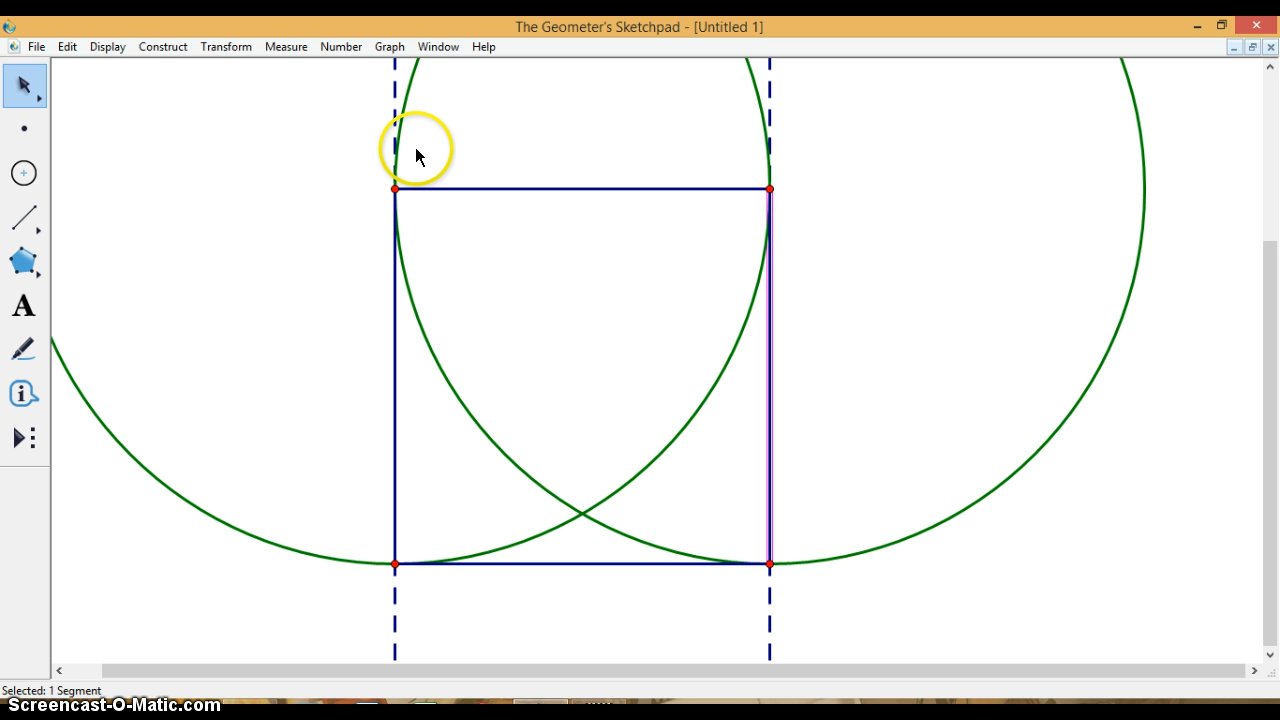 The Geometer's Sketchpad - [Untitled 1]
File Edit Display Construct Transform Measure Number Graph Window Help
A
i
Selected: 1 Segment
Screencast-O-Matic.com